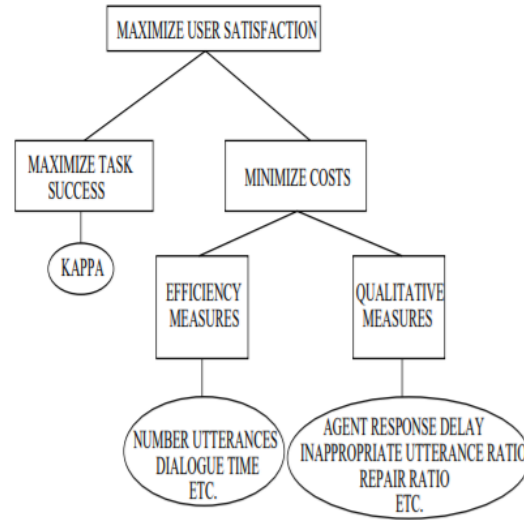 MAXIMIZE USER SATISFACTION
MAXIMIZE TASK
SUCCESS
MINIMIZE COSTS
KAPPA
EFFICIENCY
MEASURES
QUALITATIVE
MEASURES
NUMBER UTTERANCES
DIALOGUE TIME
ETC.
AGENT RESPONSE DELAY
INAPPROPRIATE UTTERANCE RATIO
REPAIR RATIO
ETC.